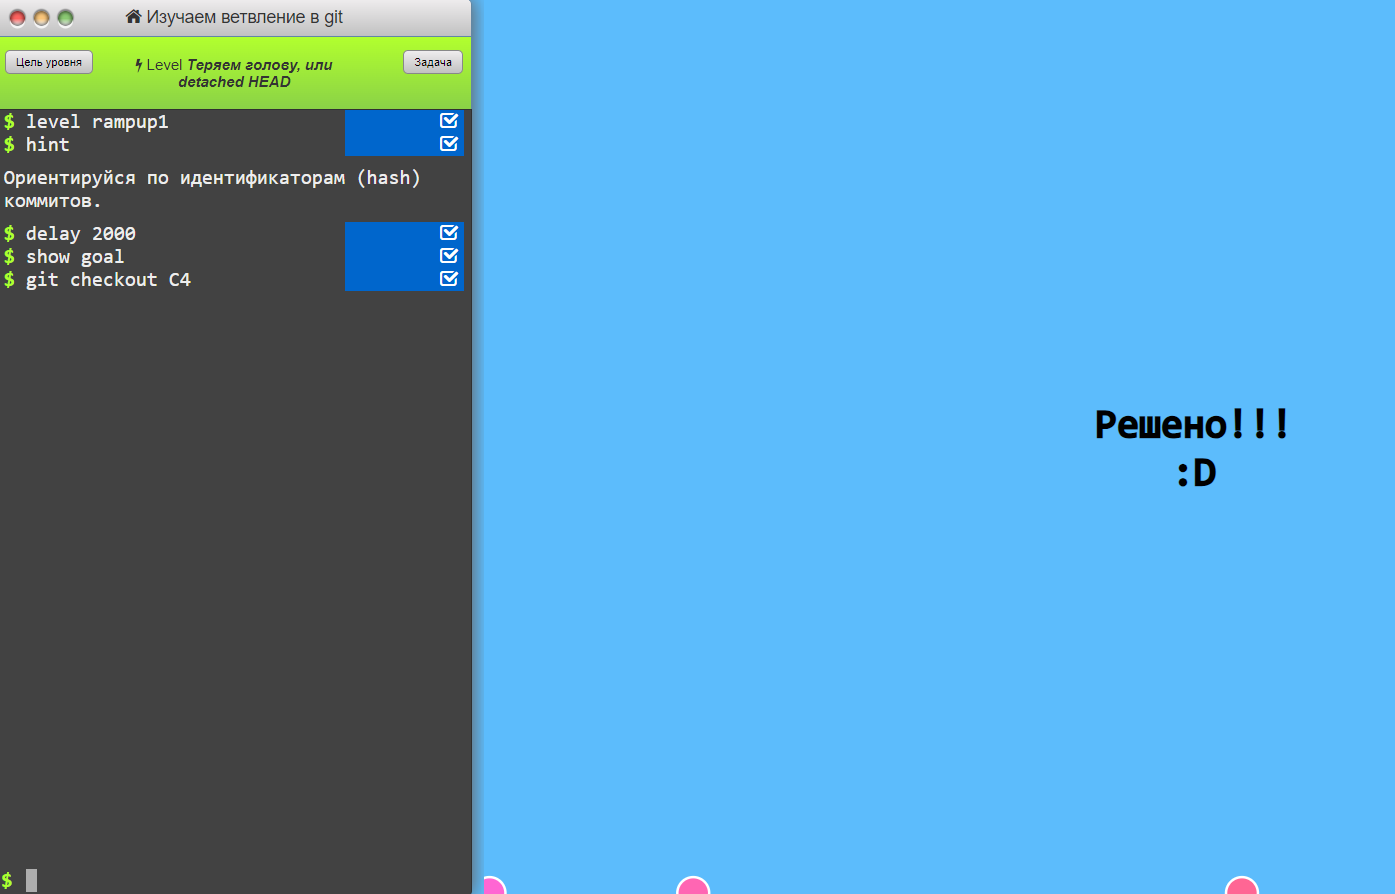 Изучаем ветвление в git
Цель уровня
Level Теряем голову, или
detached HEAD
Задача
$ level rampup1
$ hint
Ориентируйся по идентификаторам (hash)
коммитов.
$ delay 2000
$ show goal
$ git checkout C4
Решено!!!
:D
$